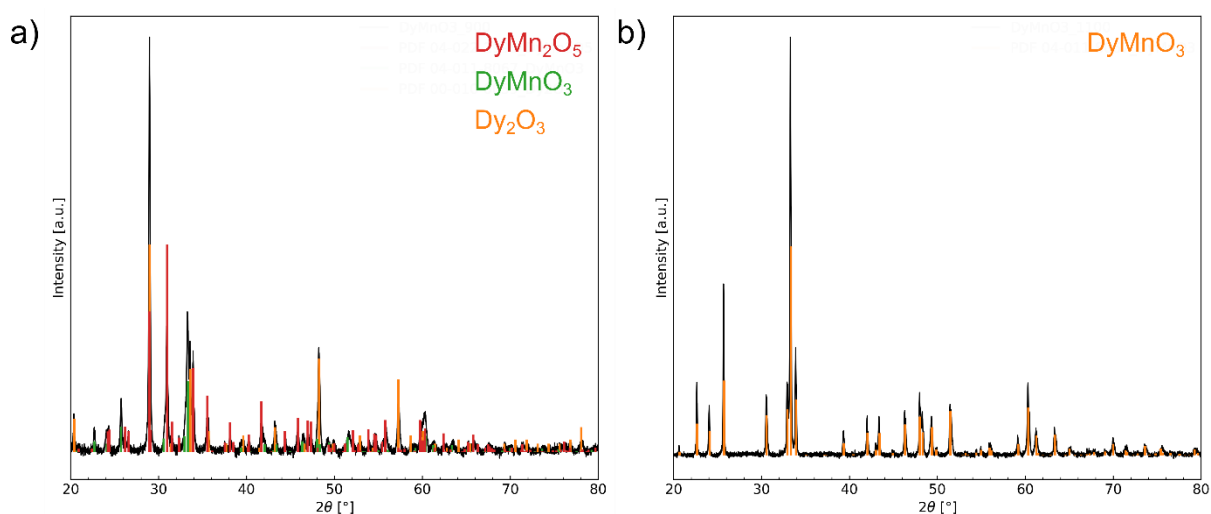 a)
DyMn₂O₅
DyMnO₃
Dy₂O₃
Intensity [a.u.]
20 30 40 50 60 70 80
2θ [°]
b)
DyMnO₃
Intensity [a.u.]
20 30 40 50 60 70 80
2θ [°]